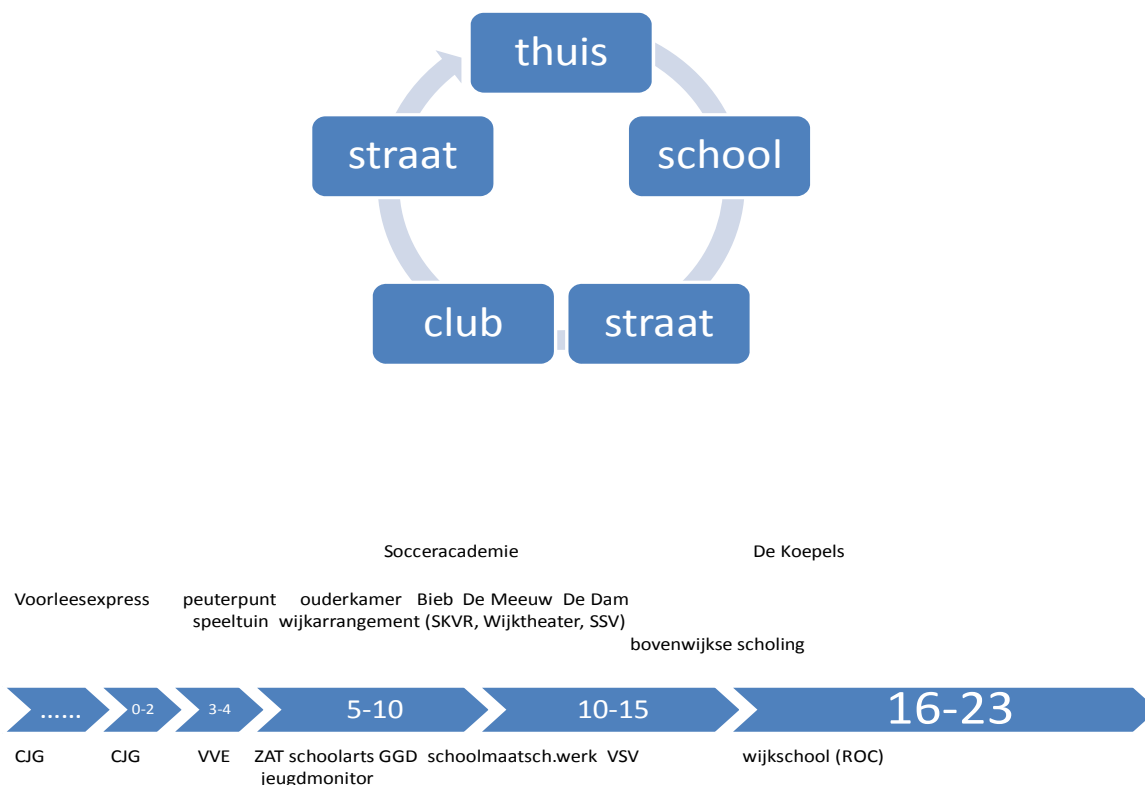 thuis
straat school
club straat
Socceracademie De Koepels
Voorleesexpress peuterpunt ouderkamer Bieb De Meeuw De Dam
speeltuin wijkarrangement (SKVR, Wijktheater, SSV)
bovenwijkse scholing
...... 0-2 3-4 5-10 10-15 16-23
CJG CJG VVE ZAT schoolarts GGD schoolmaatsch.werk VSV wijkschool (ROC)
jeugdmonitor